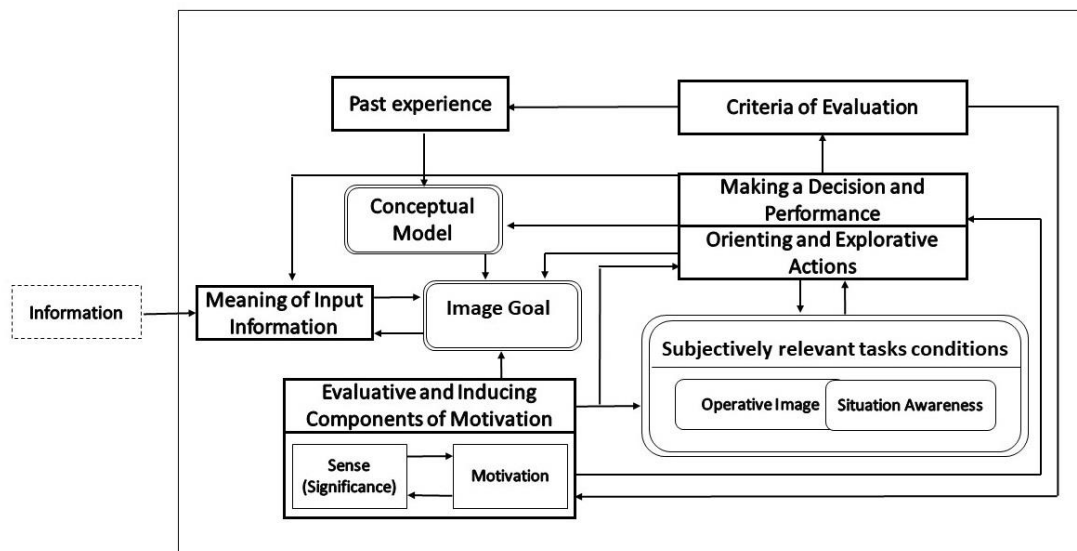 Past experience
Criteria of Evaluation
Making a Decision and
Performance
Conceptual
Model
Orienting and Explorative
Actions
Information
Meaning of Input
Information
Image Goal
Subjectively relevant tasks conditions
Evaluative and Inducing
Components of Motivation
Operative Image
Situation Awareness
Sense
(Significance)
Motivation